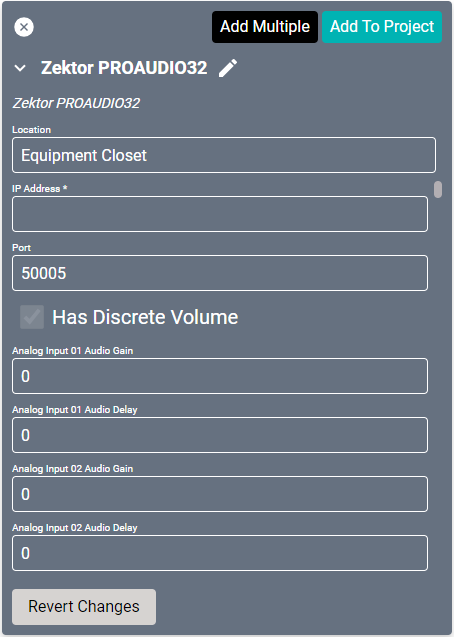 Add Multiple
Add To Project
Zektor PROAUDIO32
Zektor PROAUDIO32
Location
Equipment Closet
IP Address *
Port
50005
Has Discrete Volume
Analog Input 01 Audio Gain
0
Analog Input 01 Audio Delay
0
Analog Input 02 Audio Gain
0
Analog Input 02 Audio Delay
0
Revert Changes